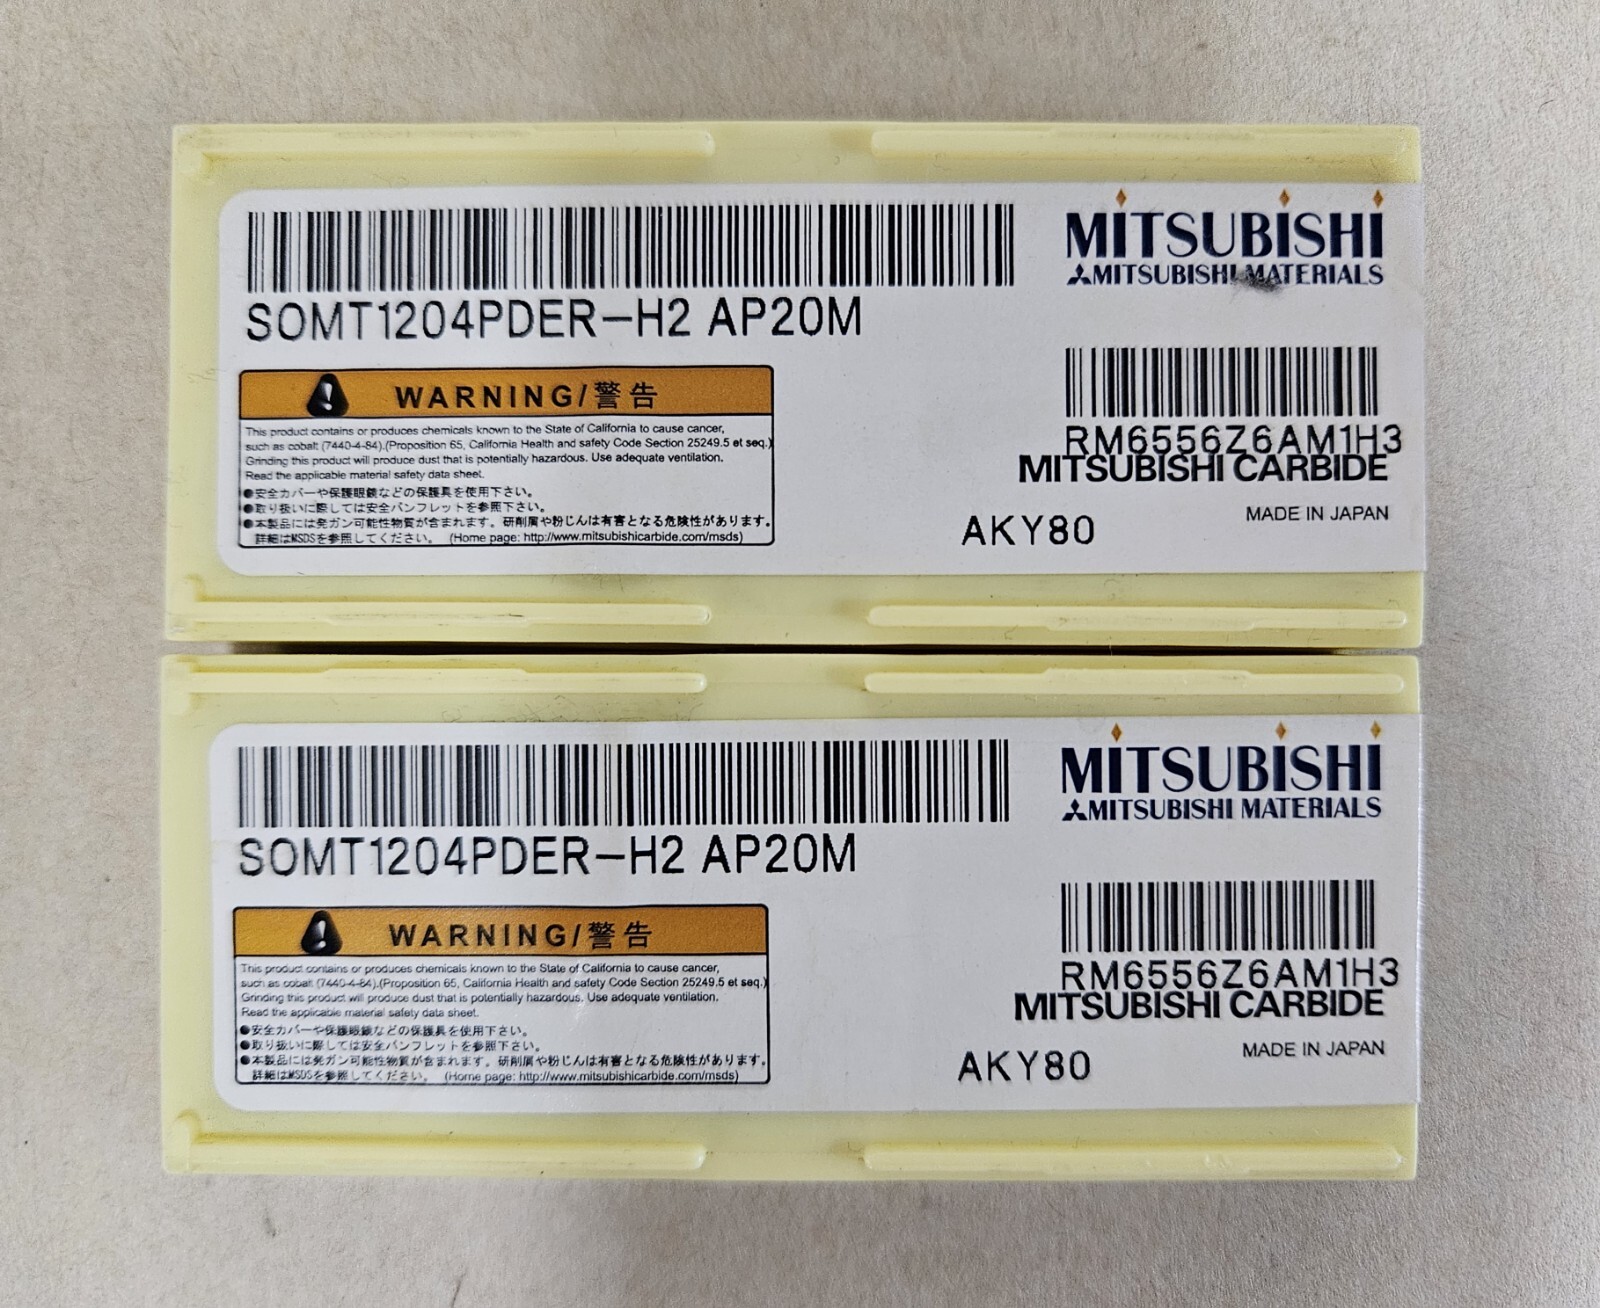 MITSUBISHI
MITSUBISHI MATERIALS
SOMT1204PDER-H2 AP20M
WARNING/警告
This product contains or produces chemicals known to the State of California to cause cancer,
such as cobalt (7440-4-84).(Proposition 65, California Health and safety Code Section 25249.5 et seq.)
Grinding this product will produce dust that is potentially hazardous. Use adequate ventilation.
Read the applicable material safety data sheet.
●安全カバーや保護眼鏡などの保護具を使用下さい。
●取り扱いに際しては安全パンフレットを参照下さい。
●本製品には発ガン可能性物質が含まれます。研削屑や粉じんは有害となる危険性があります。
詳細はMSDSを参照してください。 (Home page: http://www.mitsubishicarbide.com/msds)
RM6556Z6AM1H3
MITSUBISHI CARBIDE
MADE IN JAPAN
AKY80
MITSUBISHI
MITSUBISHI MATERIALS
SOMT1204PDER-H2 AP20M
WARNING/警告
This product contains or produces chemicals known to the State of California to cause cancer,
such as cobalt (7440-4-84).(Proposition 65, California Health and safety Code Section 25249.5 et seq.)
Grinding this product will produce dust that is potentially hazardous. Use adequate ventilation.
Read the applicable material safety data sheet.
●安全カバーや保護眼鏡などの保護具を使用下さい。
●取り扱いに際しては安全パンフレットを参照下さい。
●本製品には発ガン可能性物質が含まれます。研削屑や粉じんは有害となる危険性があります。
詳細はMSDSを参照してください。 (Home page: http://www.mitsubishicarbide.com/msds)
RM6556Z6AM1H3
MITSUBISHI CARBIDE
MADE IN JAPAN
AKY80